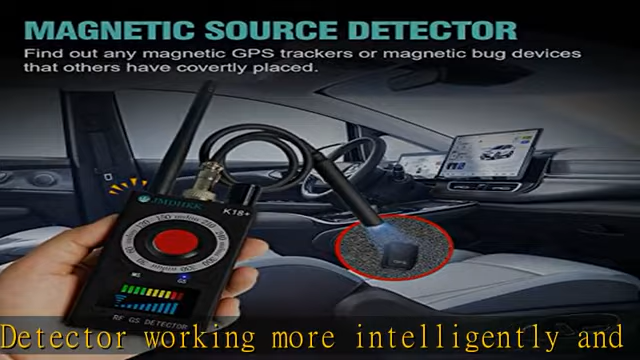 MAGNETIC SOURCE DETECTOR
Find out any magnetic GPS trackers or magnetic bug devices
that others have covertly placed.
JMDHKK
K18+
RF GS DETECTOR
Detector working more intelligently and